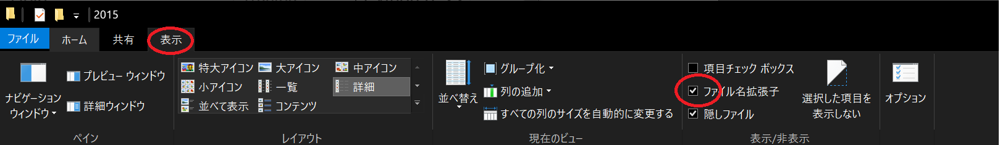 2015
ファイル ホーム 共有 表示
ナビゲーション
ウィンドウ
プレビュー ウィンドウ
詳細ウィンドウ
ペイン
特大アイコン 大アイコン 中アイコン
小アイコン 一覧 詳細
並べて表示 コンテンツ
レイアウト
並べ替え
グループ化
列の追加
すべての列のサイズを自動的に変更する
現在のビュー
項目チェック ボックス
ファイル名拡張子
隠しファイル
選択した項目を
表示しない
表示/非表示
オプション